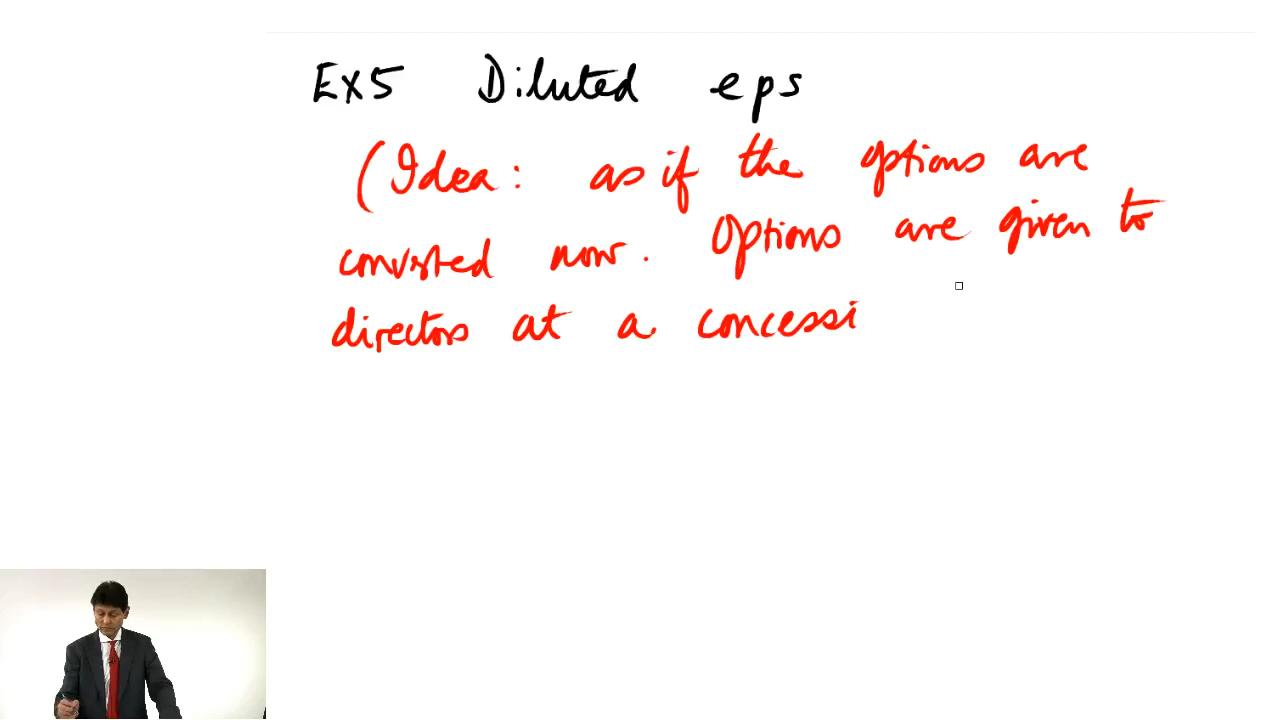 Ex5 Diluted eps
(Idea: as if the options are
converted now. Options are given to
directors at a concessi